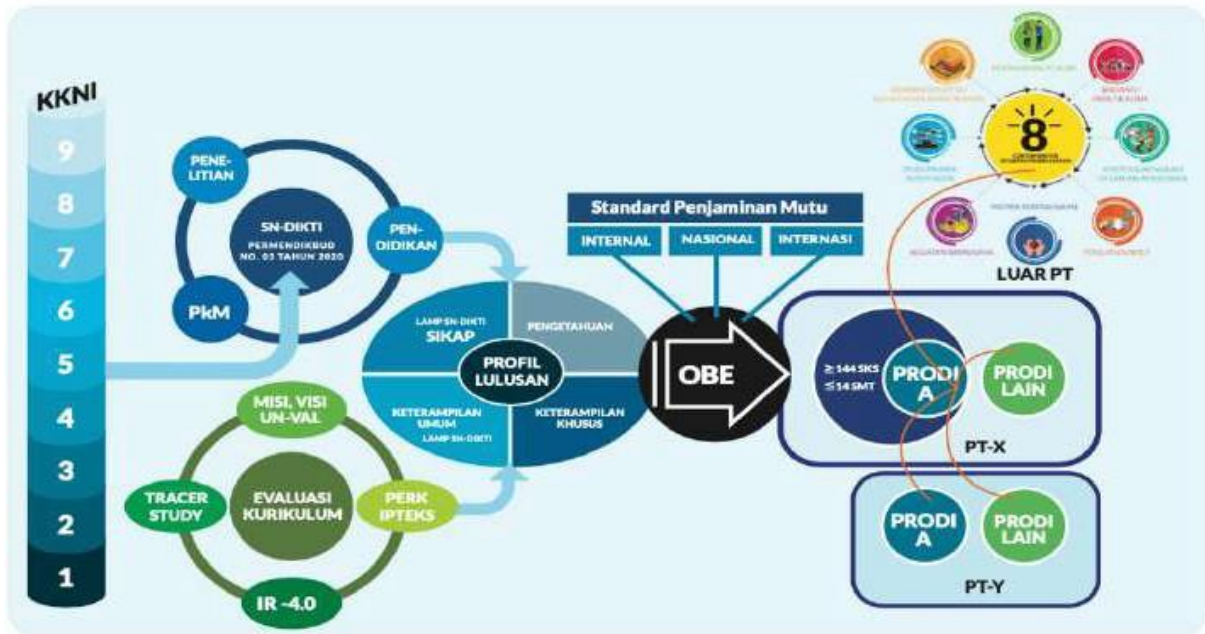 KKNI
9
8
7
6
5
4
3
2
1
PENE-
LITIAN
SN-DIKTI
PERMENDIKBUD
NO. 03 TAHUN 2020
PEN-
DIDIKAN
PkM
MISI, VISI
UN-VAL
TRACER
STUDY
EVALUASI
KURIKULUM
PERK
IPTEKS
IR -4.0
LAMP SN-DIKTI
SIKAP
PENGETAHUAN
PROFIL
LULUSAN
KETERAMPILAN
UMUM
LAMP SN-DIKTI
KETERAMPILAN
KHUSUS
Standard Penjaminan Mutu
INTERNAL
NASIONAL
INTERNASI
OBE
8
LUAR PT
≥ 144 SKS
≤ 14 SMT
PRODI
A
PRODI
LAIN
PT-X
PRODI
A
PRODI
LAIN
PT-Y